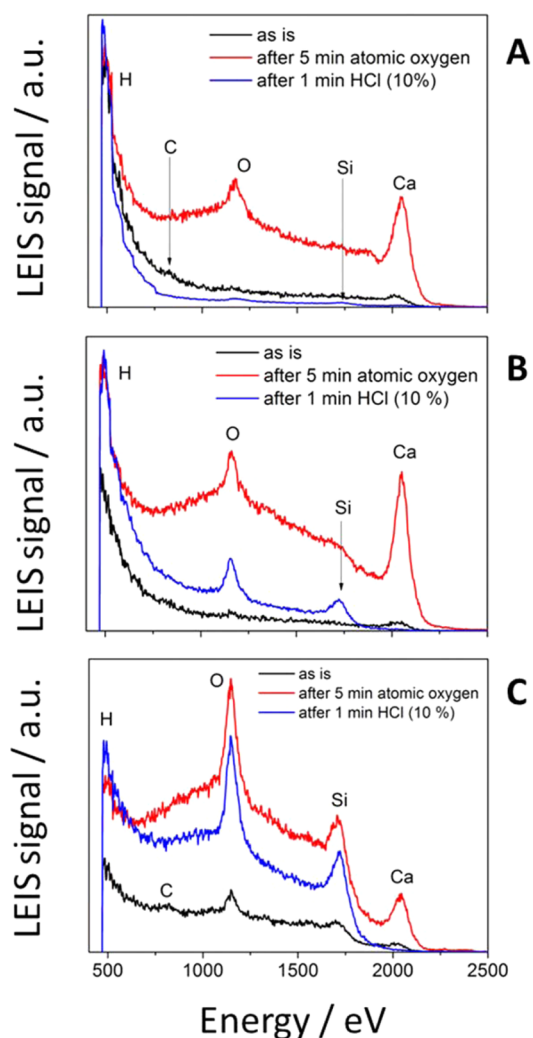 A
as is
after 5 min atomic oxygen
after 1 min HCl (10%)
H
C
O
Si
Ca
LEIS signal / a.u.
B
as is
after 5 min atomic oxygen
after 1 min HCl (10 %)
H
O
Si
Ca
LEIS signal / a.u.
C
as is
after 5 min atomic oxygen
atfer 1 min HCl (10 %)
H
C
O
Si
Ca
LEIS signal / a.u.
500 1000 1500 2000 2500
Energy / eV